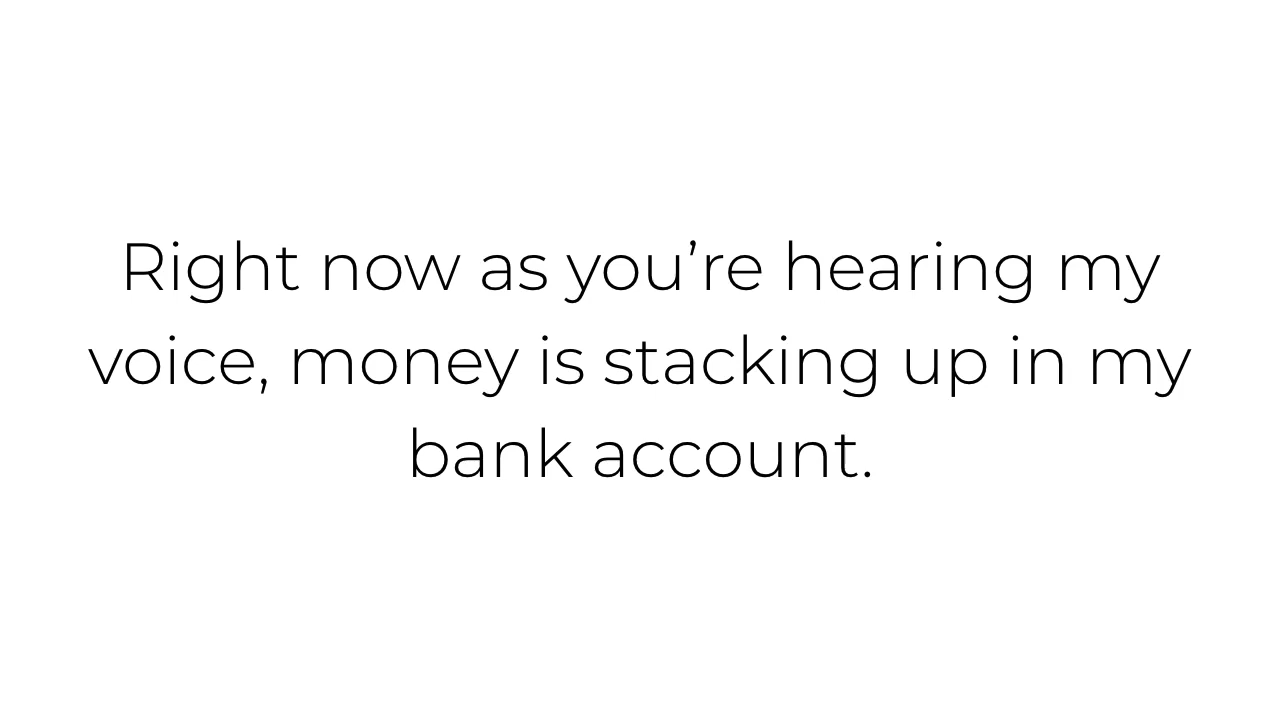 Right now as you’re hearing my
voice, money is stacking up in my
bank account.